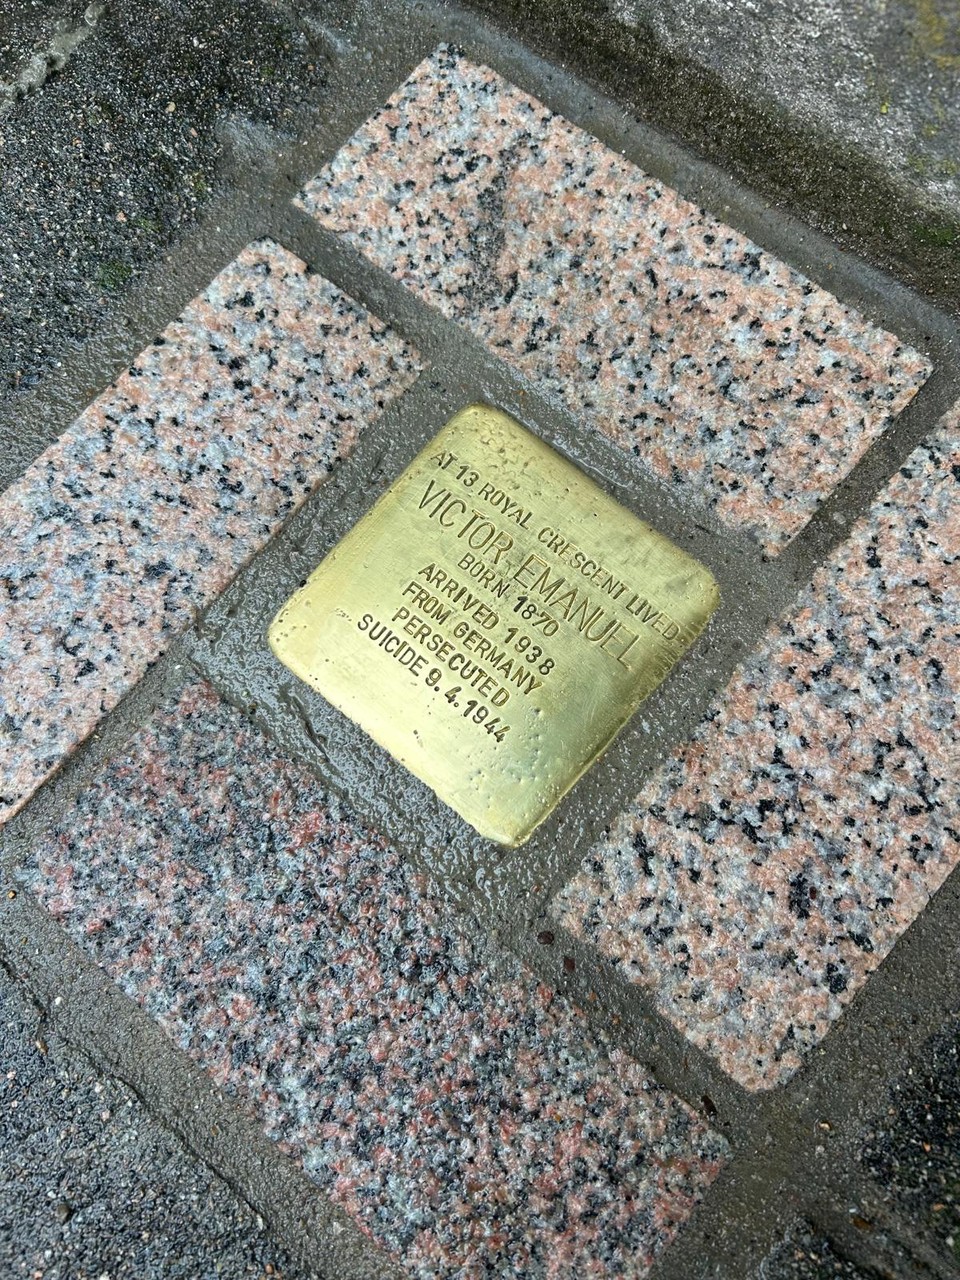 AT 13 ROYAL CRESCENT LIVED
VICTOR EMANUEL
BORN 1870
ARRIVED 1938
FROM GERMANY
PERSECUTED
SUICIDE 9.4.1944